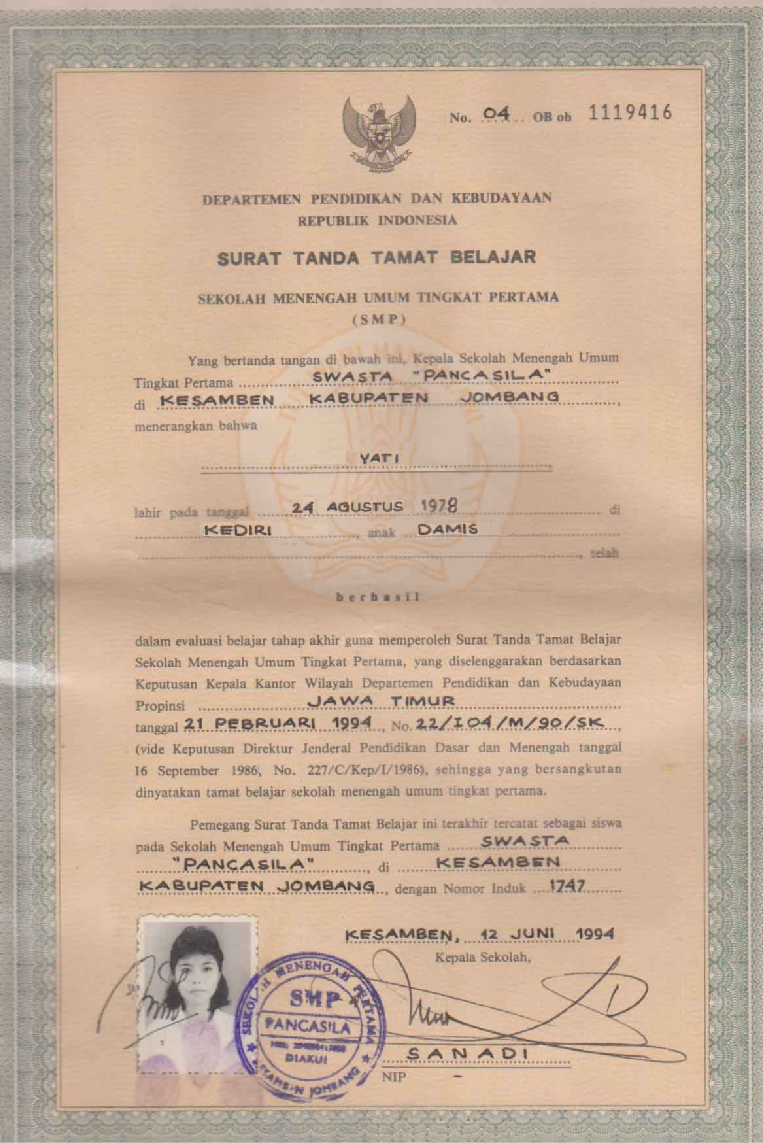 No. 04 OB ob 1119416
DEPARTEMEN PENDIDIKAN DAN KEBUDAYAAN
REPUBLIK INDONESIA
SURAT TANDA TAMAT BELAJAR
SEKOLAH MENENGAH UMUM TINGKAT PERTAMA
(SMP)
Yang bertanda tangan di bawah ini, Kepala Sekolah Menengah Umum
Tingkat Pertama SWASTA "PANCASILA"
di KESAMBEN KABUPATEN JOMBANG,
menerangkan bahwa
YATI
lahir pada tanggal 24 AGUSTUS 1978 di
KEDIRI, anak DAMIS
, telah
berhasil
dalam evaluasi belajar tahap akhir guna memperoleh Surat Tanda Tamat Belajar
Sekolah Menengah Umum Tingkat Pertama, yang diselenggarakan berdasarkan
Keputusan Kepala Kantor Wilayah Departemen Pendidikan dan Kebudayaan
Propinsi JAWA TIMUR
tanggal 21 PEBRUARI 1994, No. 22/I04/M/90/SK,
(vide Keputusan Direktur Jenderal Pendidikan Dasar dan Menengah tanggal
16 September 1986, No. 227/C/Kep/I/1986), sehingga yang bersangkutan
dinyatakan tamat belajar sekolah menengah umum tingkat pertama.
Pemegang Surat Tanda Tamat Belajar ini terakhir tercatat sebagai siswa
pada Sekolah Menengah Umum Tingkat Pertama SWASTA
"PANCASILA", di KESAMBEN
KABUPATEN JOMBANG, dengan Nomor Induk 1747
KESAMBEN, 12 JUNI 1994
Kepala Sekolah,
SEKOLAH MENENGAH PERTAMA
SMP
PANCASILA
DIAKUI
KESAMBEN JOMBANG
SANADI
NIP -